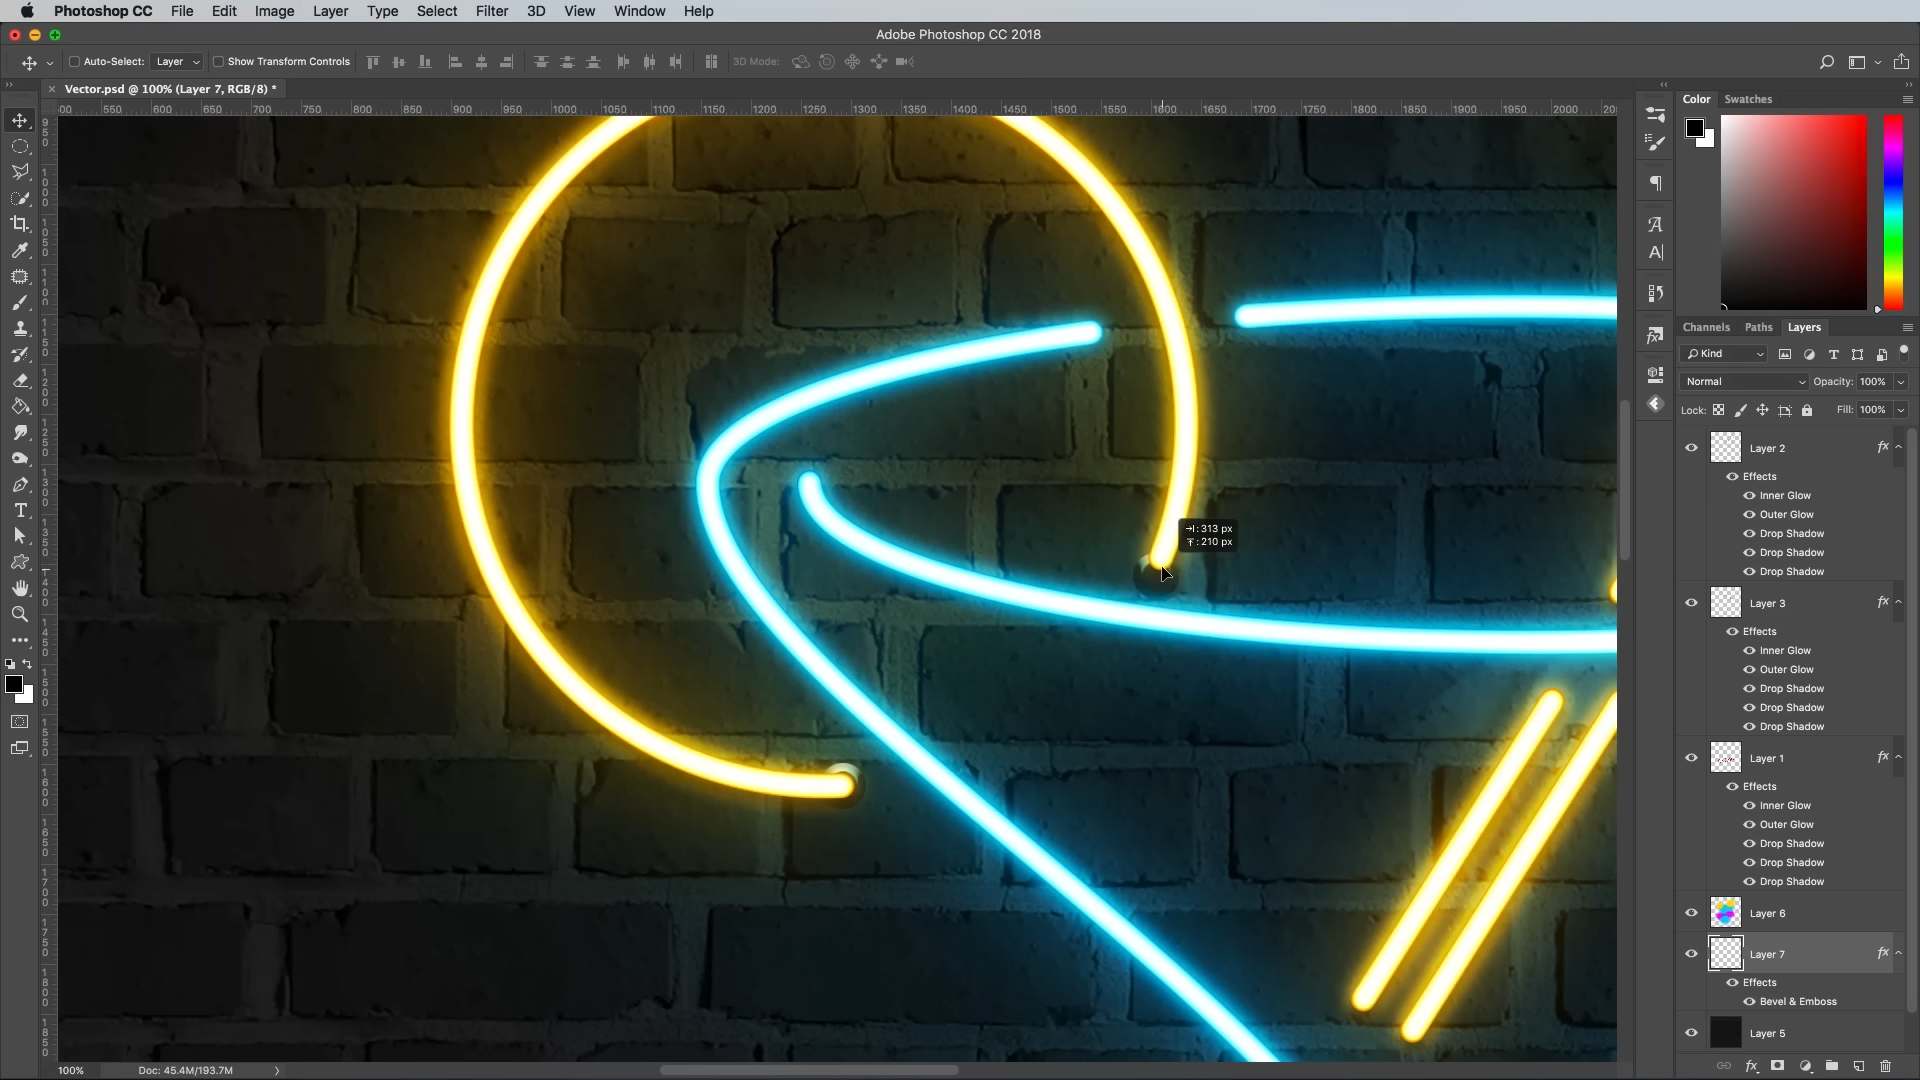 Photoshop CC File Edit Image Layer Type Select Filter 3D View Window Help
Adobe Photoshop CC 2018
Auto-Select: Layer Show Transform Controls 3D Mode:
Vector.psd @ 100% (Layer 7, RGB/8) *
550 600 650 700 750 800 850 900 950 1000 1050 1100 1150 1200 1250 1300 1350 1400 1450 1500 1550 1600 1650 1700 1750 1800 1850 1900 1950 2000
Color Swatches
Channels Paths Layers
Kind
Normal Opacity: 100%
Lock: Fill: 100%
Layer 2 fx
Effects
Inner Glow
Outer Glow
Drop Shadow
Drop Shadow
Drop Shadow
Layer 3 fx
Effects
Inner Glow
Outer Glow
Drop Shadow
Drop Shadow
Drop Shadow
Layer 1 fx
Effects
Inner Glow
Outer Glow
Drop Shadow
Drop Shadow
Drop Shadow
Layer 6
Layer 7 fx
Effects
Bevel & Emboss
Layer 5
: 313 px
: 210 px
100% Doc: 45.4M/193.7M